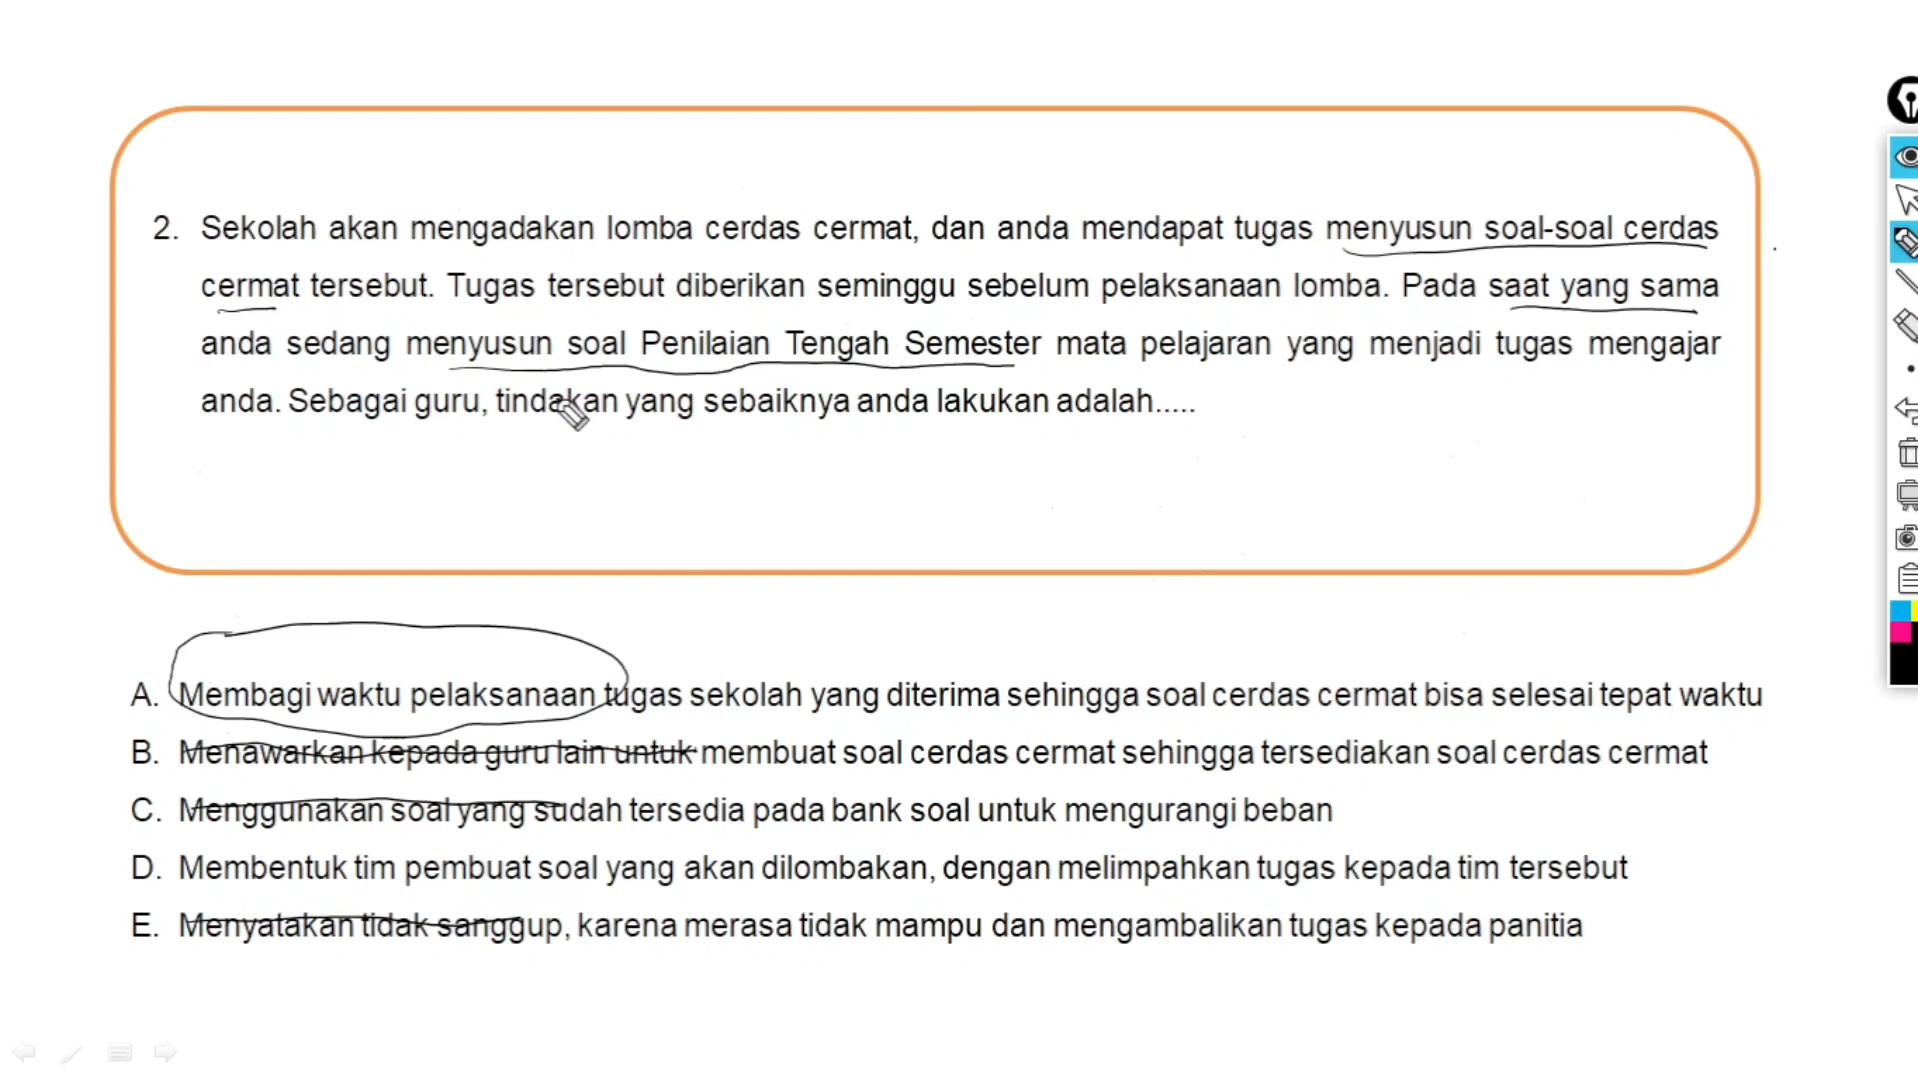 2. Sekolah akan mengadakan lomba cerdas cermat, dan anda mendapat tugas menyusun soal-soal cerdas
cermat tersebut. Tugas tersebut diberikan seminggu sebelum pelaksanaan lomba. Pada saat yang sama
anda sedang menyusun soal Penilaian Tengah Semester mata pelajaran yang menjadi tugas mengajar
anda. Sebagai guru, tindakan yang sebaiknya anda lakukan adalah.....
A. Membagi waktu pelaksanaan tugas sekolah yang diterima sehingga soal cerdas cermat bisa selesai tepat waktu
B. Menawarkan kepada guru lain untuk membuat soal cerdas cermat sehingga tersediakan soal cerdas cermat
C. Menggunakan soal yang sudah tersedia pada bank soal untuk mengurangi beban
D. Membentuk tim pembuat soal yang akan dilombakan, dengan melimpahkan tugas kepada tim tersebut
E. Menyatakan tidak sanggup, karena merasa tidak mampu dan mengambalikan tugas kepada panitia